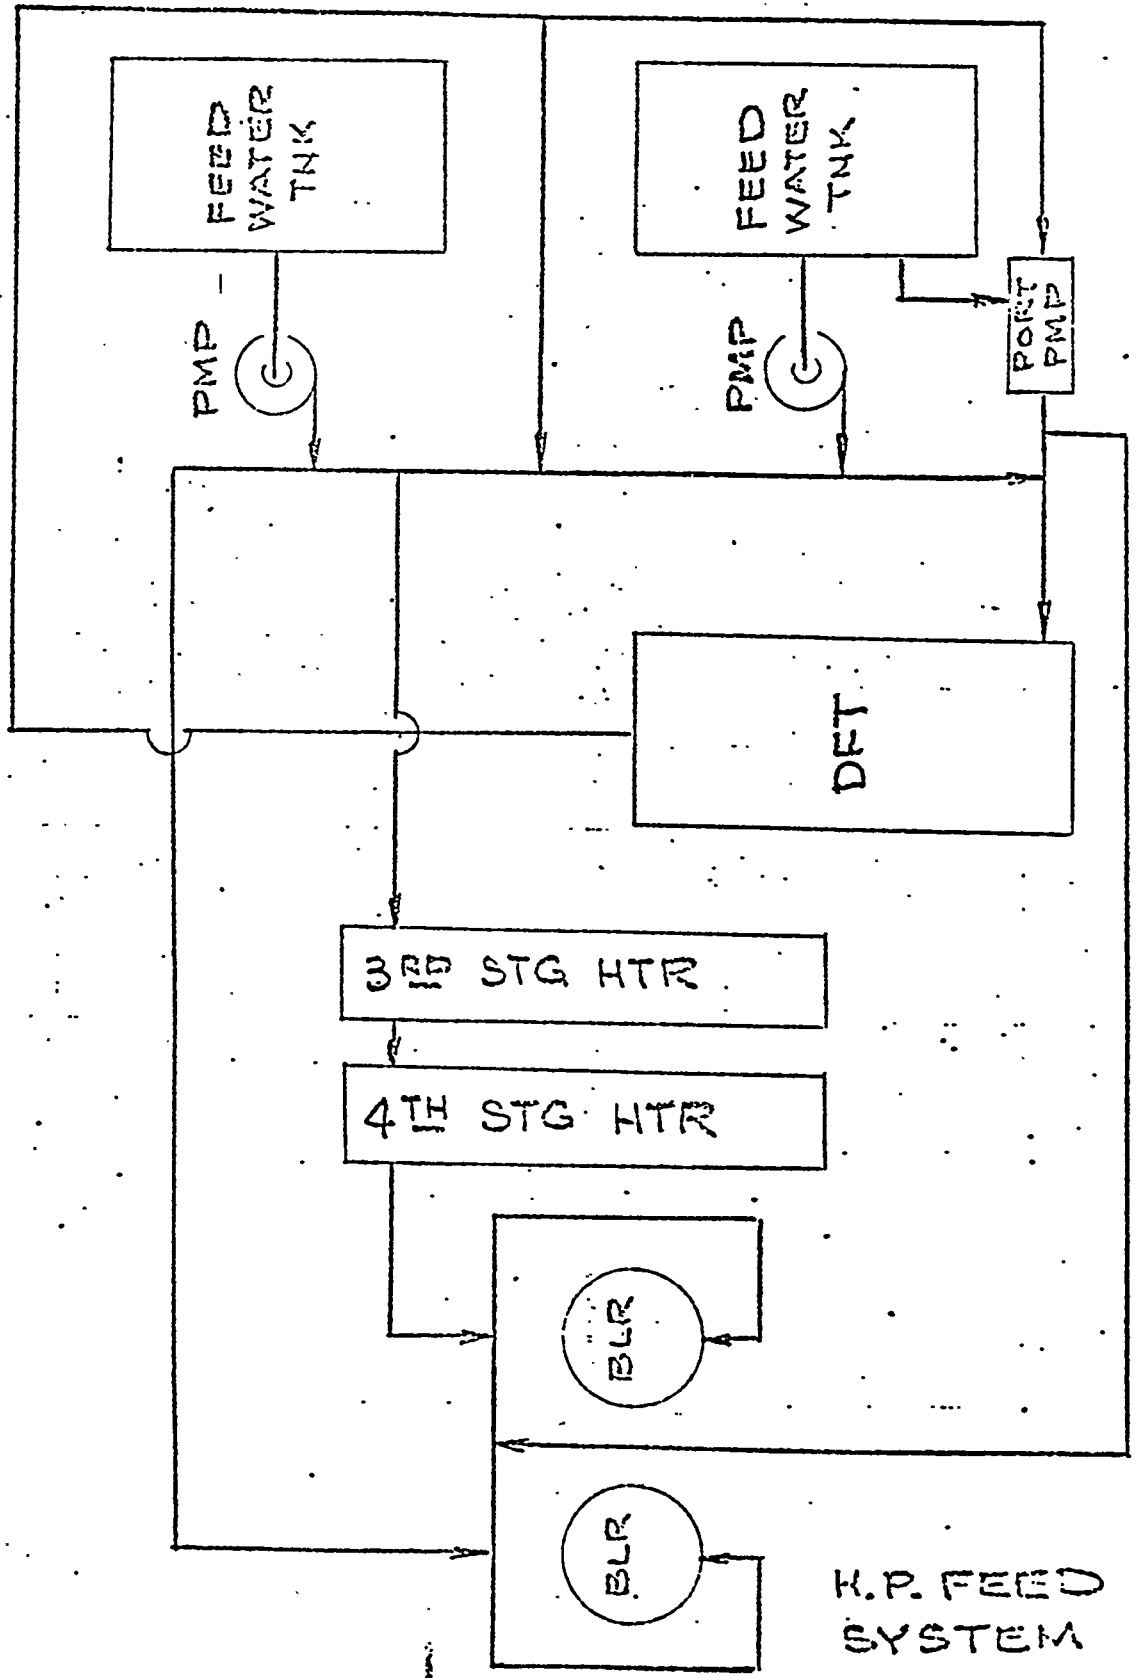 FEED
WATER
TNK
FEED
WATER
TNK
PMP
PMP
PORT
PMP
DFT
3RD STG HTR
4TH STG HTR
BLR
BLR
H.P. FEED
SYSTEM